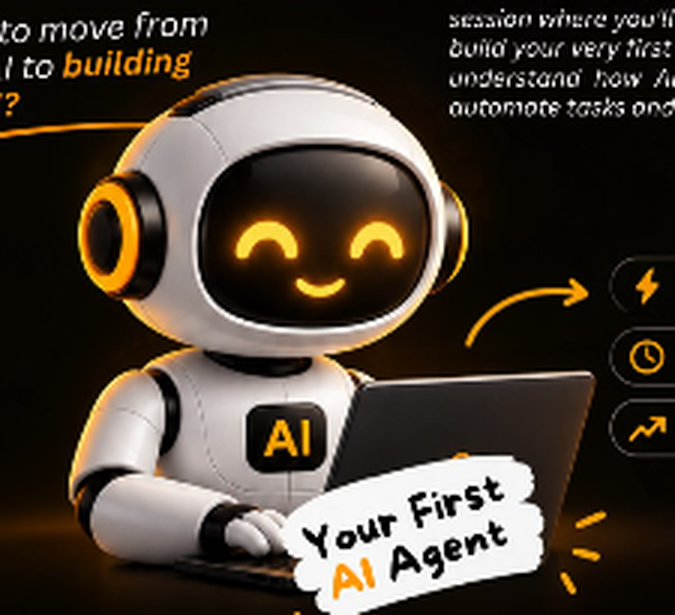 to move from
I to building
?
session where you'll
build your very first
understand how
automate tasks and
AI
Your First
AI Agent